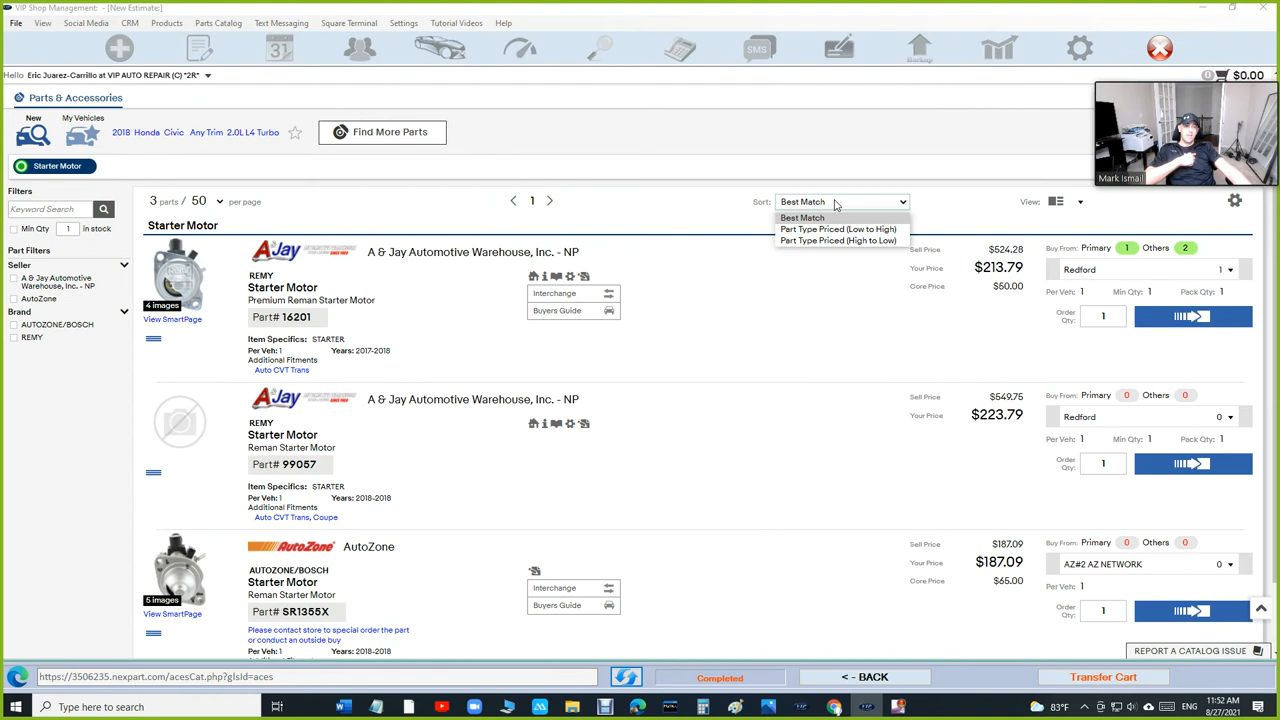 VIP Shop Management: - [New Estimate:]
File View Social Media CRM Products Parts Catalog Text Messaging Square Terminal Settings Tutorial Videos Help
31 SMS Backup
Hello Eric Juarez-Carrillo at VIP AUTO REPAIR (C) *2R* 0 $0.00
Parts & Accessories
New My Vehicles
2018 Honda Civic Any Trim 2.0L L4 Turbo Find More Parts
Mark Ismail
Starter Motor
Filters
Keyword Search
Min Qty 1 in stock
Part Filters
Seller
A & Jay Automotive
Warehouse, Inc. - NP
AutoZone
Brand
AUTOZONE/BOSCH
REMY
3 parts / 50 per page 1 Sort: Best Match View:
Best Match
Part Type Priced (Low to High)
Part Type Priced (High to Low)
Starter Motor
4 images
View SmartPage
A&Jay A & Jay Automotive Warehouse, Inc. - NP
REMY
Starter Motor
Premium Reman Starter Motor
Part# 16201
Item Specifics: STARTER
Per Veh: 1 Years: 2017-2018
Additional Fitments
Auto CVT Trans
Interchange
Buyers Guide
Sell Price $524.28
Your Price $213.79
Core Price $50.00
Buy From: Primary 1 Others 2
Redford 1
Per Veh: 1 Min Qty: 1 Pack Qty: 1
Order Qty: 1
A&Jay A & Jay Automotive Warehouse, Inc. - NP
REMY
Starter Motor
Reman Starter Motor
Part# 99057
Item Specifics: STARTER
Per Veh: 1 Years: 2018-2018
Additional Fitments
Auto CVT Trans, Coupe
Sell Price $549.75
Your Price $223.79
Buy From: Primary 0 Others 0
Redford 0
Per Veh: 1 Min Qty: 1 Pack Qty: 1
Order Qty: 1
5 images
View SmartPage
AutoZone AutoZone
AUTOZONE/BOSCH
Starter Motor
Reman Starter Motor
Part# SR1355X
Please contact store to special order the part
or conduct an outside buy
Per Veh: 1 Years: 2018-2018
Interchange
Buyers Guide
Sell Price $187.09
Your Price $187.09
Core Price $65.00
Buy From: Primary 0 Others 0
AZ#2 AZ NETWORK 0
Per Veh: 1
Order Qty: 1
REPORT A CATALOG ISSUE
https://3506235.nexpart.com/acesCat.php?glsId=aces Completed < - BACK Transfer Cart
Type here to search 83°F 11:52 AM
8/27/2021